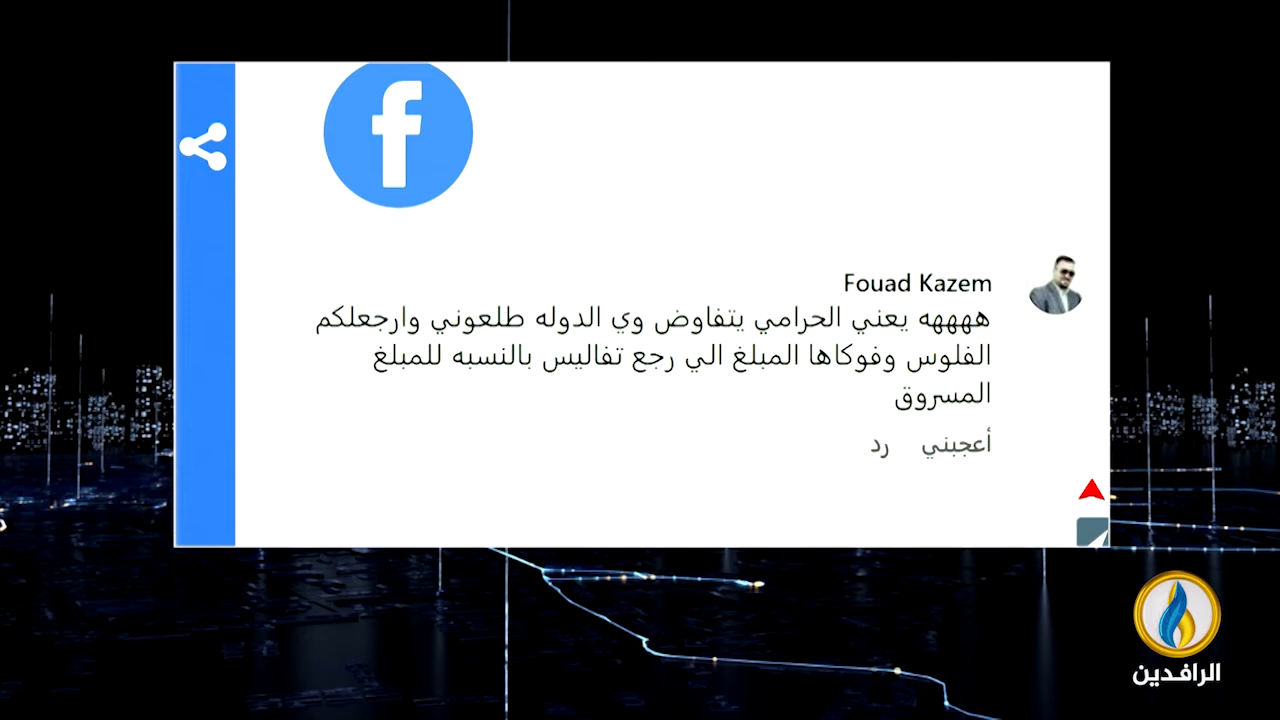 Fouad Kazem
ههههه يعني الحرامي يتفاوض وي الدوله طلعوني وارجعلكم
الفلوس وفوكاها المبلغ الي رجع تفاليس بالنسبه للمبلغ
المسروق
أعجبني رد
الرافدين